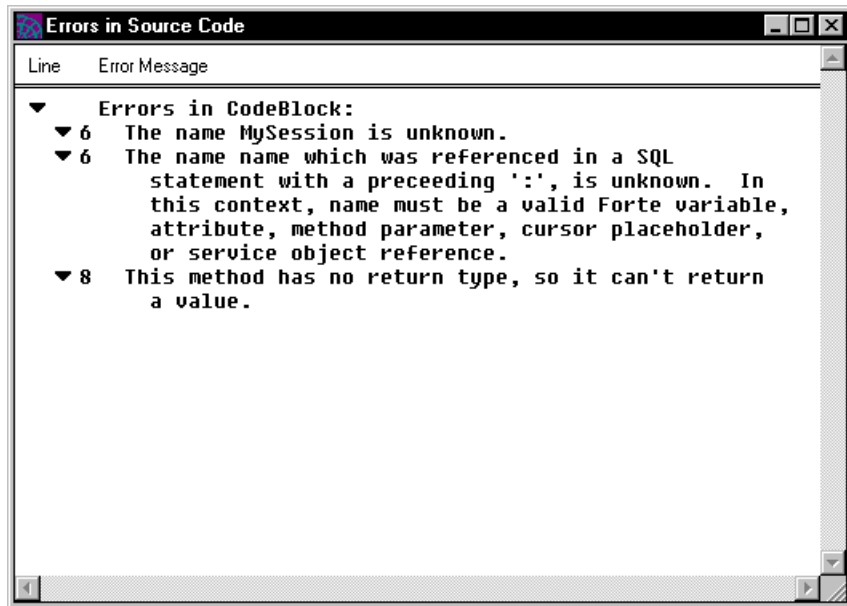 Errors in Source Code
Line Error Message
Errors in CodeBlock:
6 The name MySession is unknown.
6 The name name which was referenced in a SQL
statement with a preceeding ':', is unknown. In
this context, name must be a valid Forte variable,
attribute, method parameter, cursor placeholder,
or service object reference.
8 This method has no return type, so it can't return
a value.